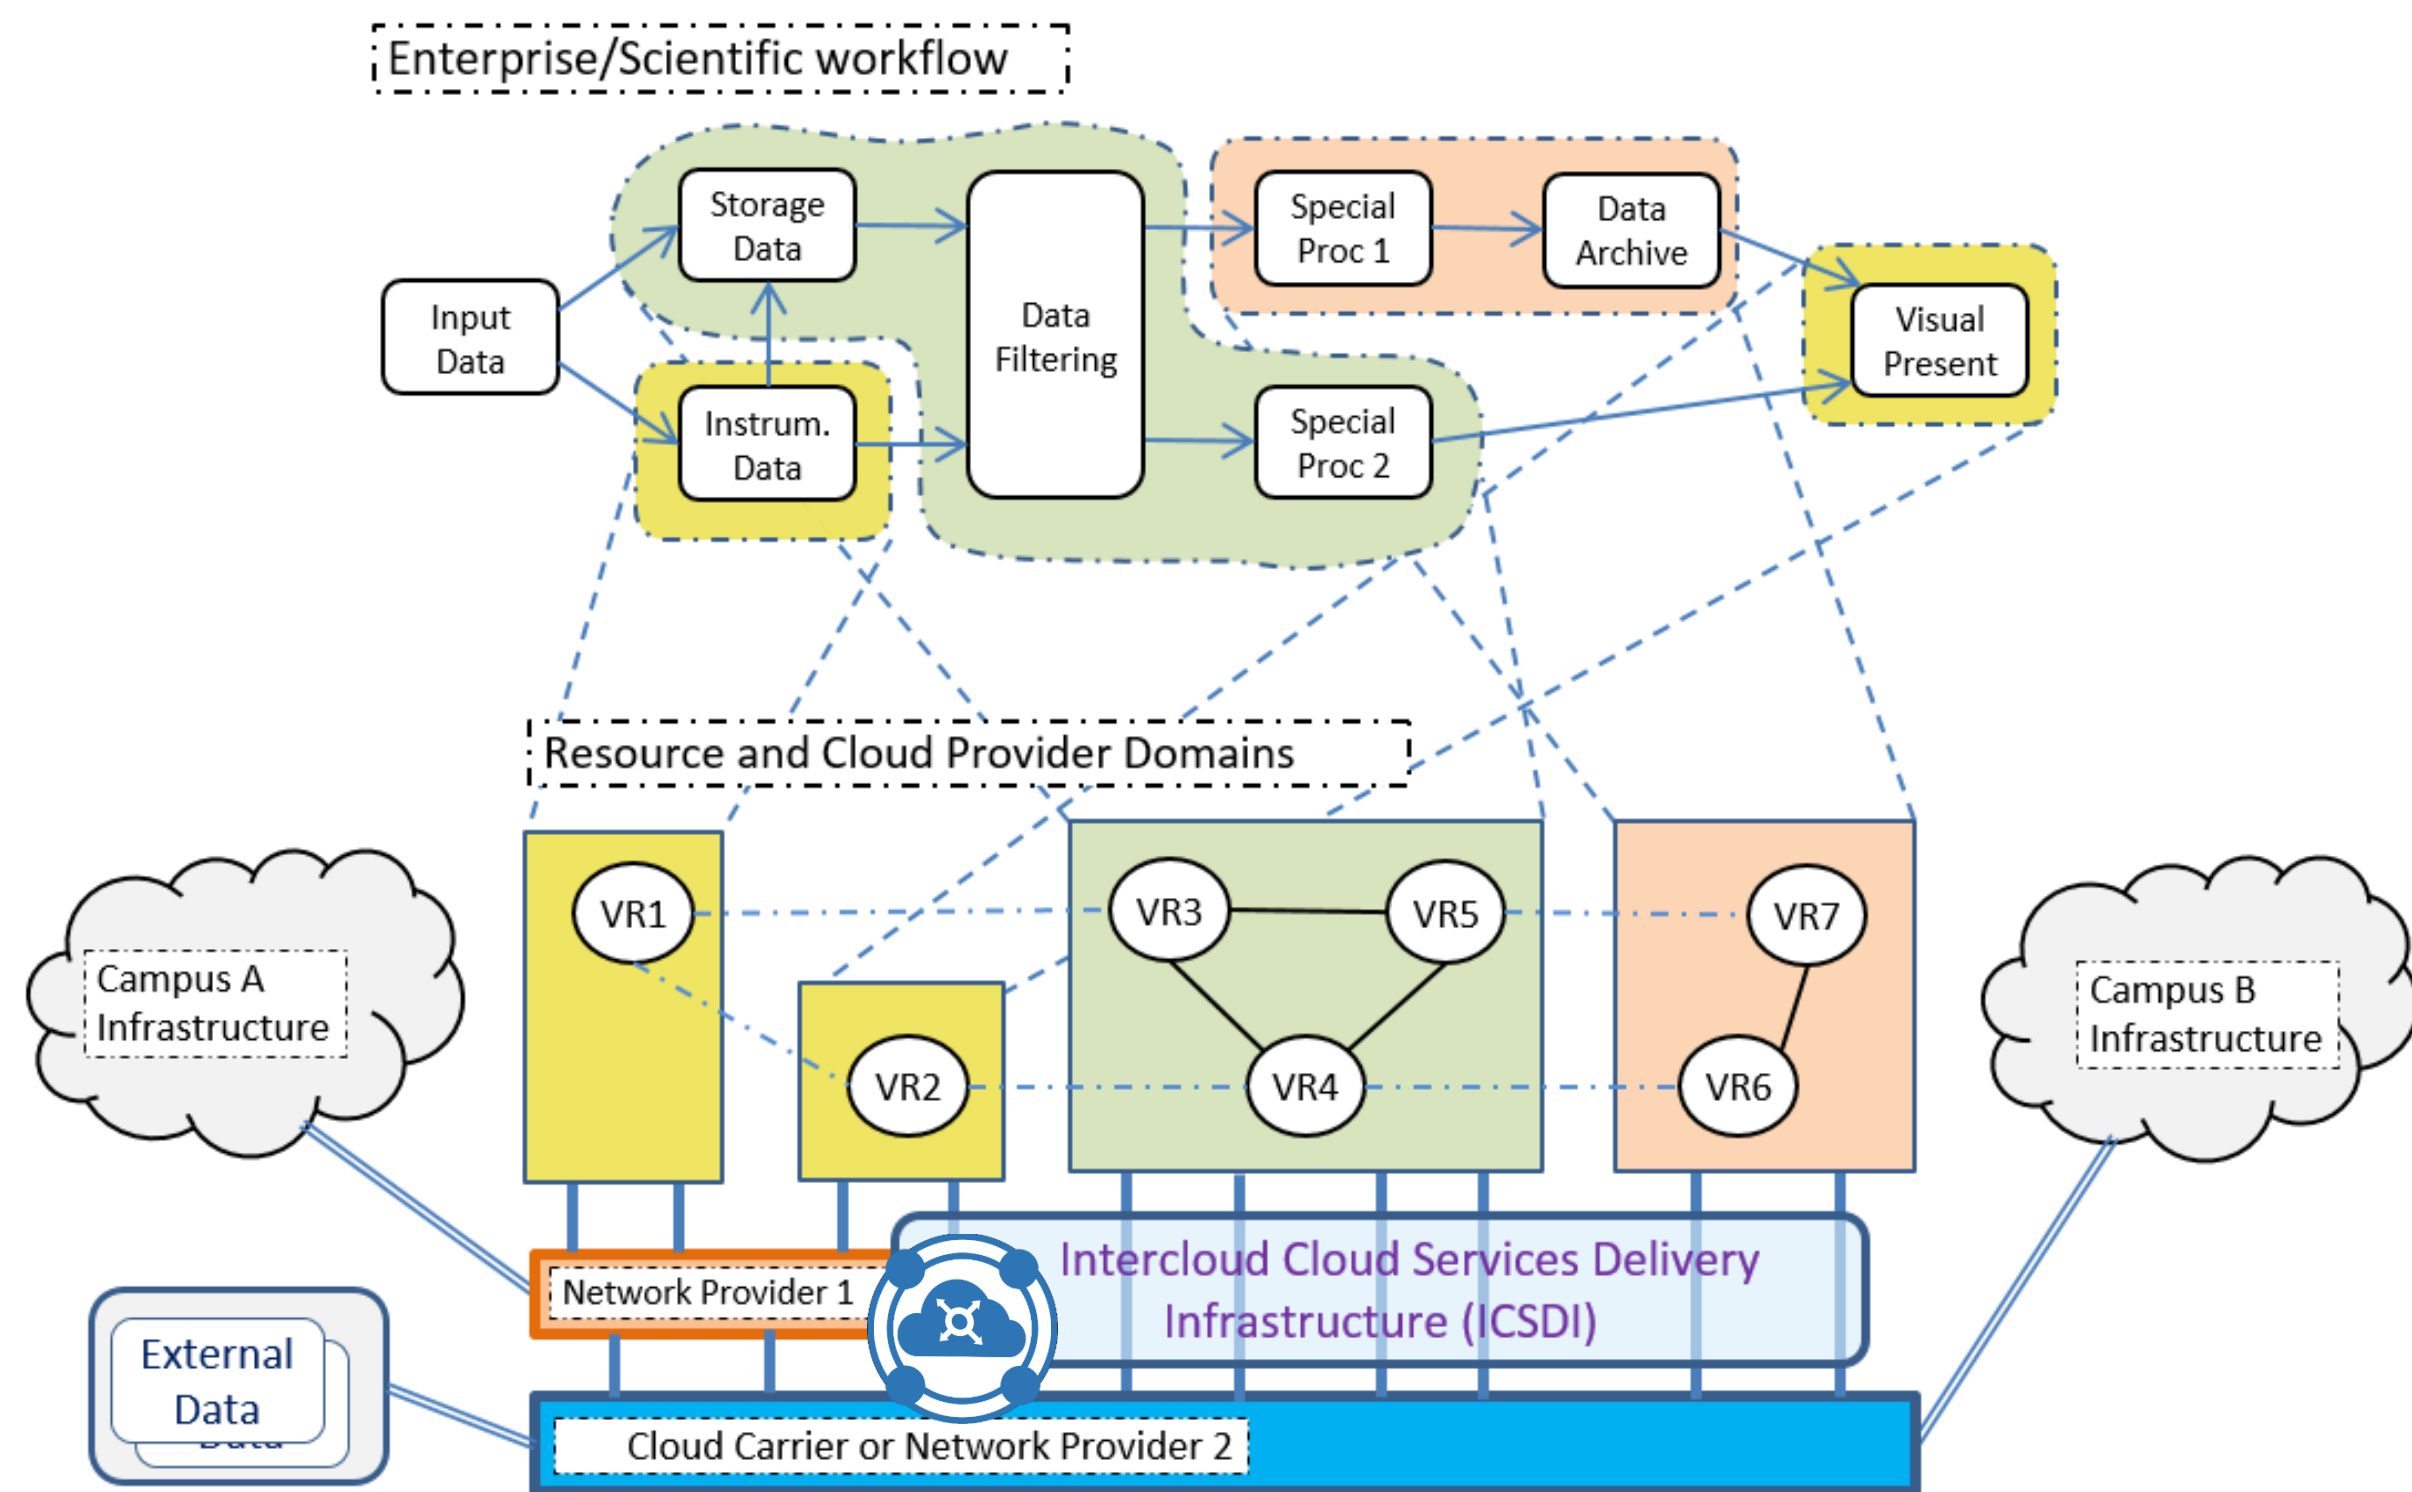 Enterprise/Scientific workflow
Storage
Data
Special
Proc 1
Data
Archive
Input
Data
Data
Filtering
Visual
Present
Instrum.
Data
Special
Proc 2
Resource and Cloud Provider Domains
VR1
VR3
VR5
VR7
Campus A
Infrastructure
Campus B
Infrastructure
VR2
VR4
VR6
Intercloud Cloud Services Delivery
Infrastructure (ICSDI)
Network Provider 1
External
Data
Data
Cloud Carrier or Network Provider 2